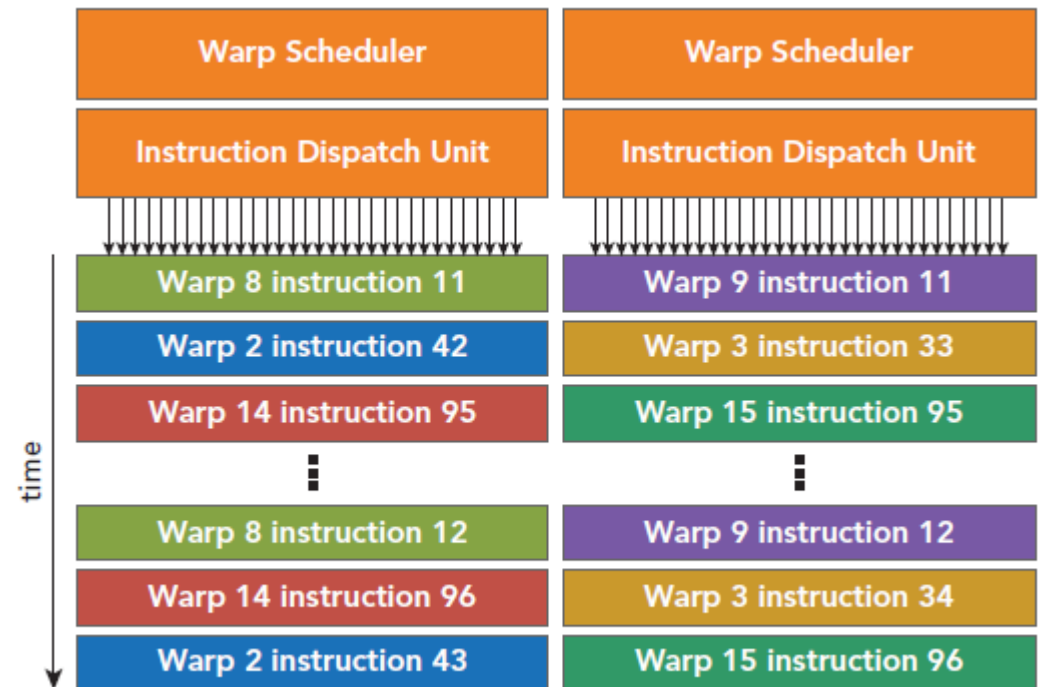 Warp Scheduler
Warp Scheduler
Instruction Dispatch Unit
Instruction Dispatch Unit
Warp 8 instruction 11
Warp 9 instruction 11
Warp 2 instruction 42
Warp 3 instruction 33
Warp 14 instruction 95
Warp 15 instruction 95
time
Warp 8 instruction 12
Warp 9 instruction 12
Warp 14 instruction 96
Warp 3 instruction 34
Warp 2 instruction 43
Warp 15 instruction 96